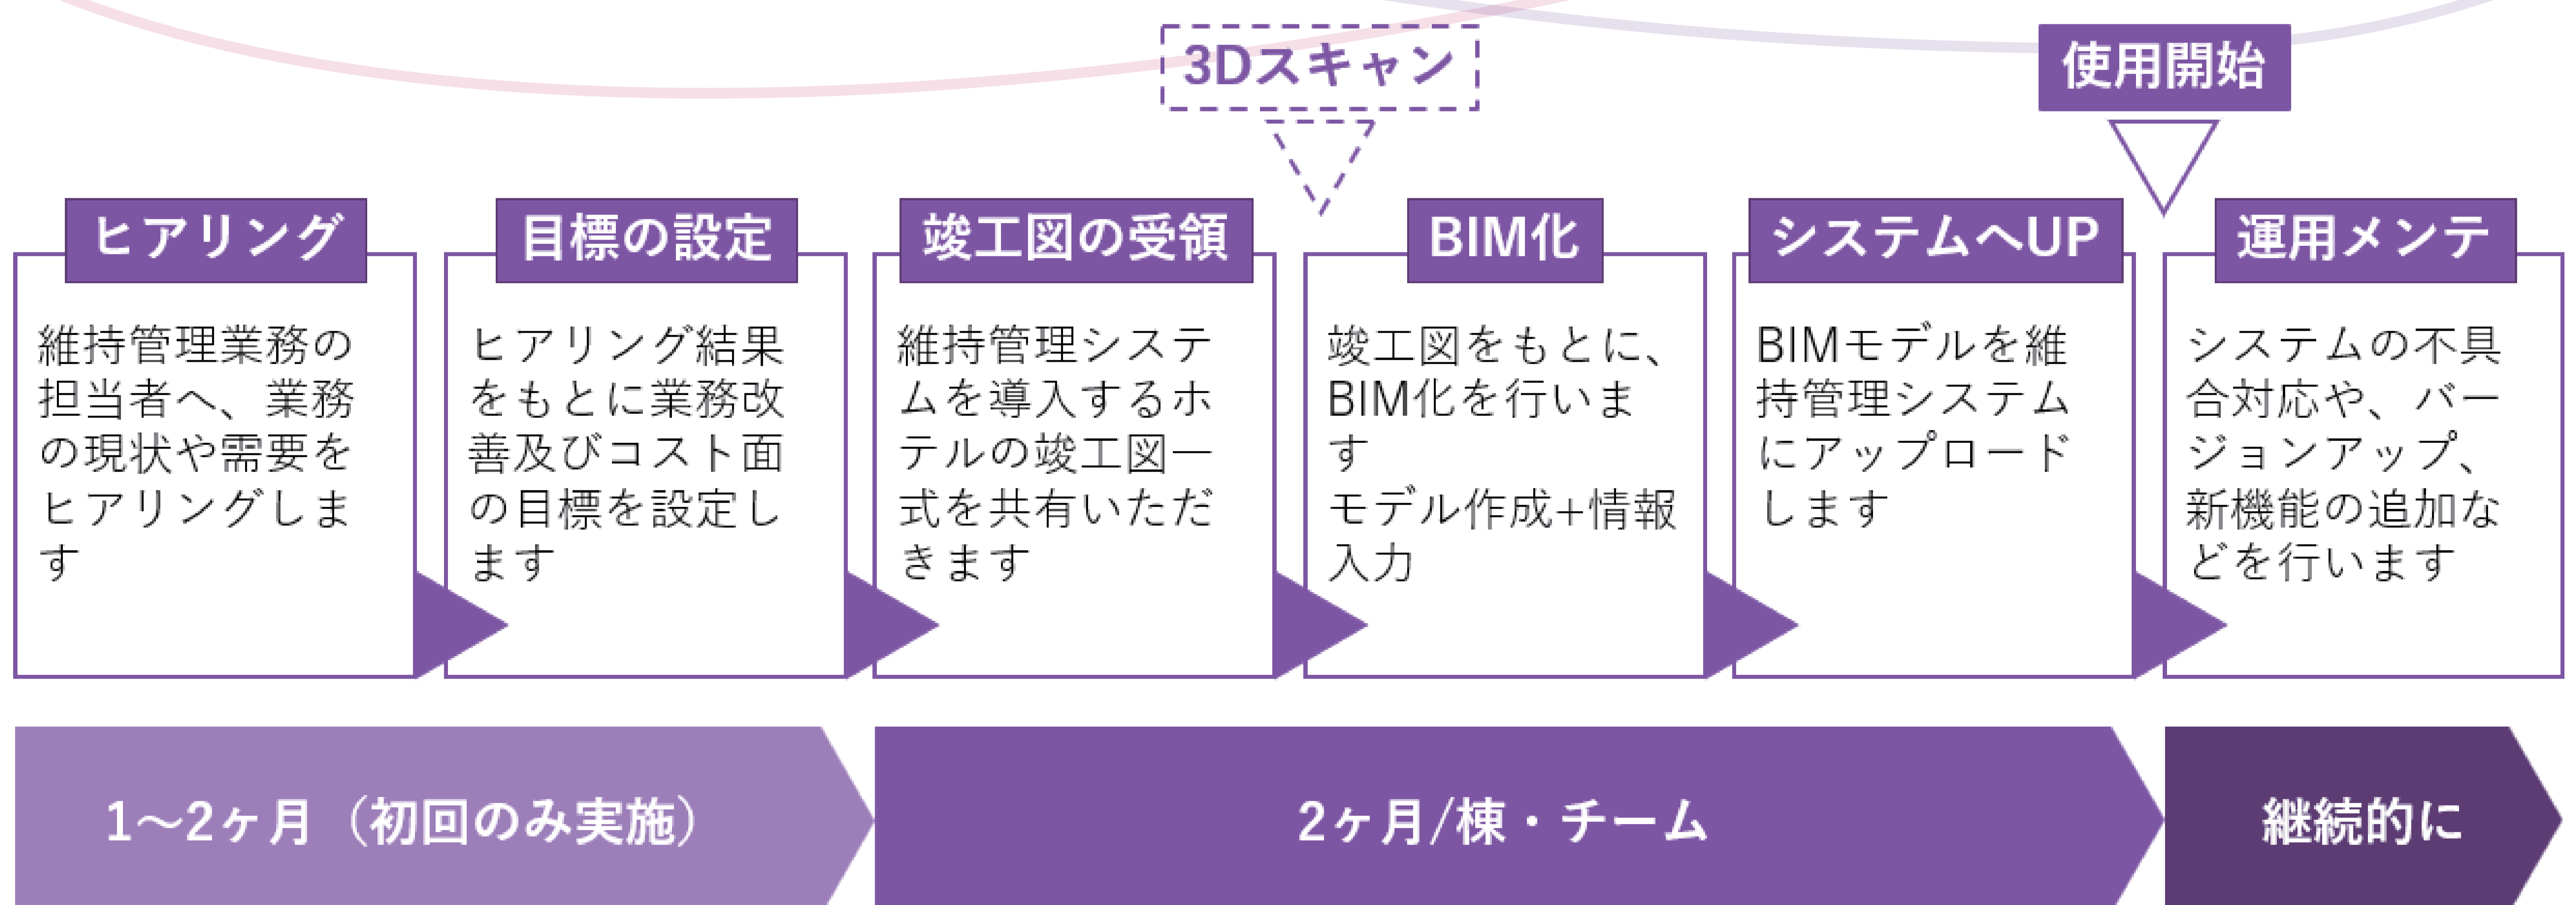 3Dスキャン
使用開始
ヒアリング
維持管理業務の
担当者へ、業務
の現状や需要を
ヒアリングしま
す
目標の設定
ヒアリング結果
をもとに業務改
善及びコスト面
の目標を設定し
ます
竣工図の受領
維持管理システ
ムを導入するホ
テルの竣工図一
式を共有いただ
きます
BIM化
竣工図をもとに、
BIM化を行いま
す
モデル作成+情報
入力
システムへUP
BIMモデルを維
持管理システム
にアップロード
します
運用メンテ
システムの不具
合対応や、バー
ジョンアップ、
新機能の追加な
どを行います
1～2ヶ月（初回のみ実施）
2ヶ月/棟・チーム
継続的に